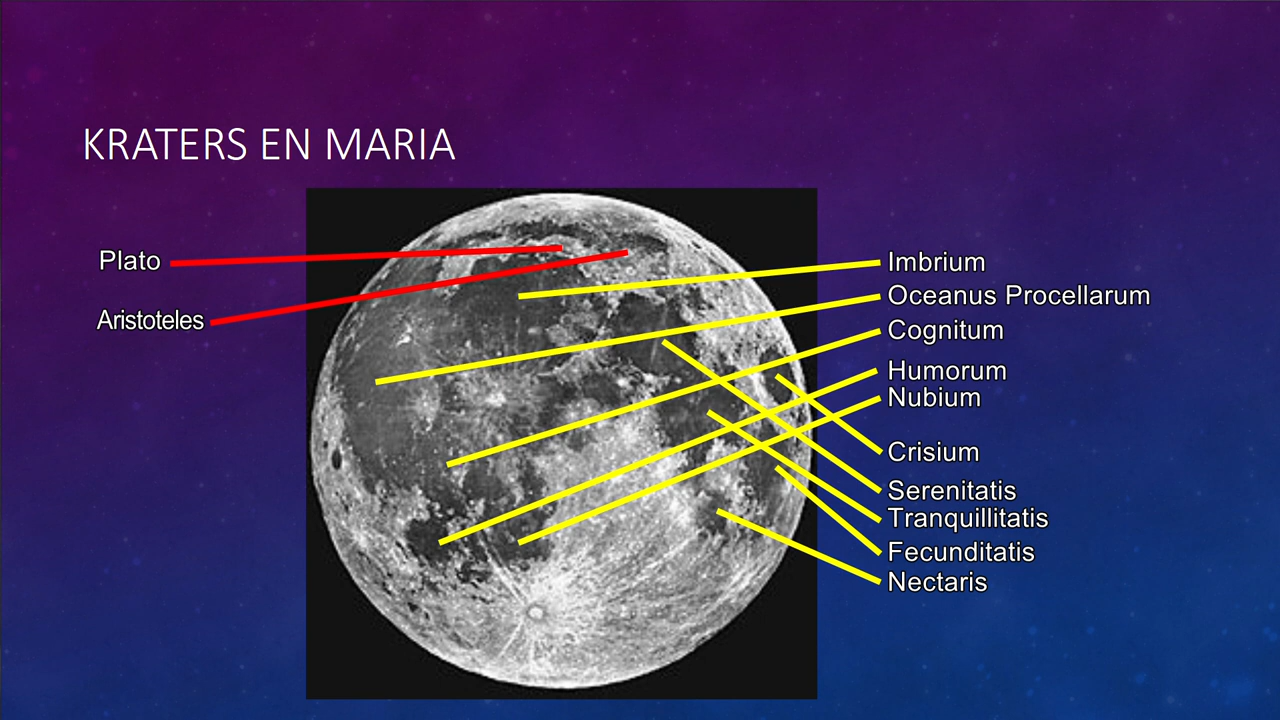 KRATERS EN MARIA
Plato
Aristoteles
Imbrium
Oceanus Procellarum
Cognitum
Humorum
Nubium
Crisium
Serenitatis
Tranquillitatis
Fecunditatis
Nectaris